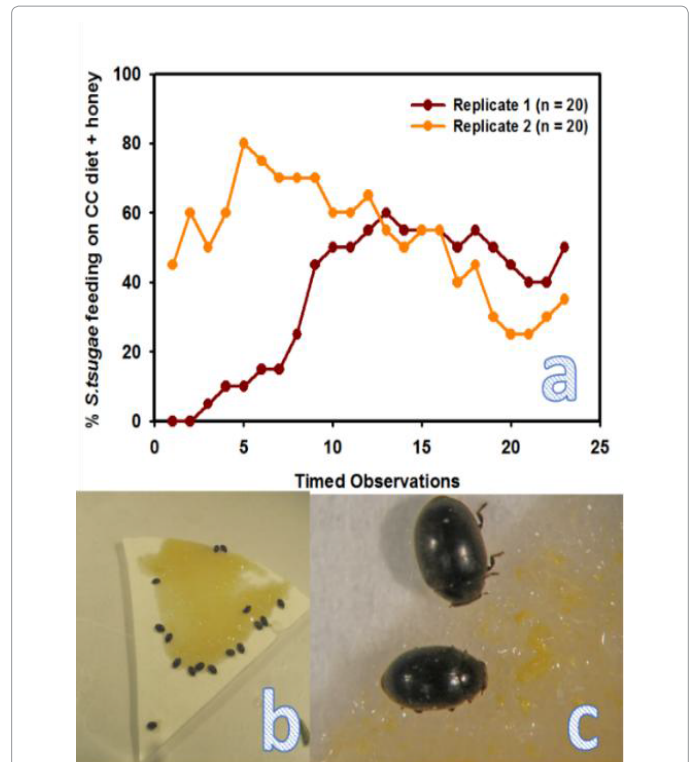 100
80
60
40
20
0
% S.tsugae feeding on CC diet + honey
Replicate 1 (n = 20)
Replicate 2 (n = 20)
a
0 5 10 15 20 25
Timed Observations
b
c